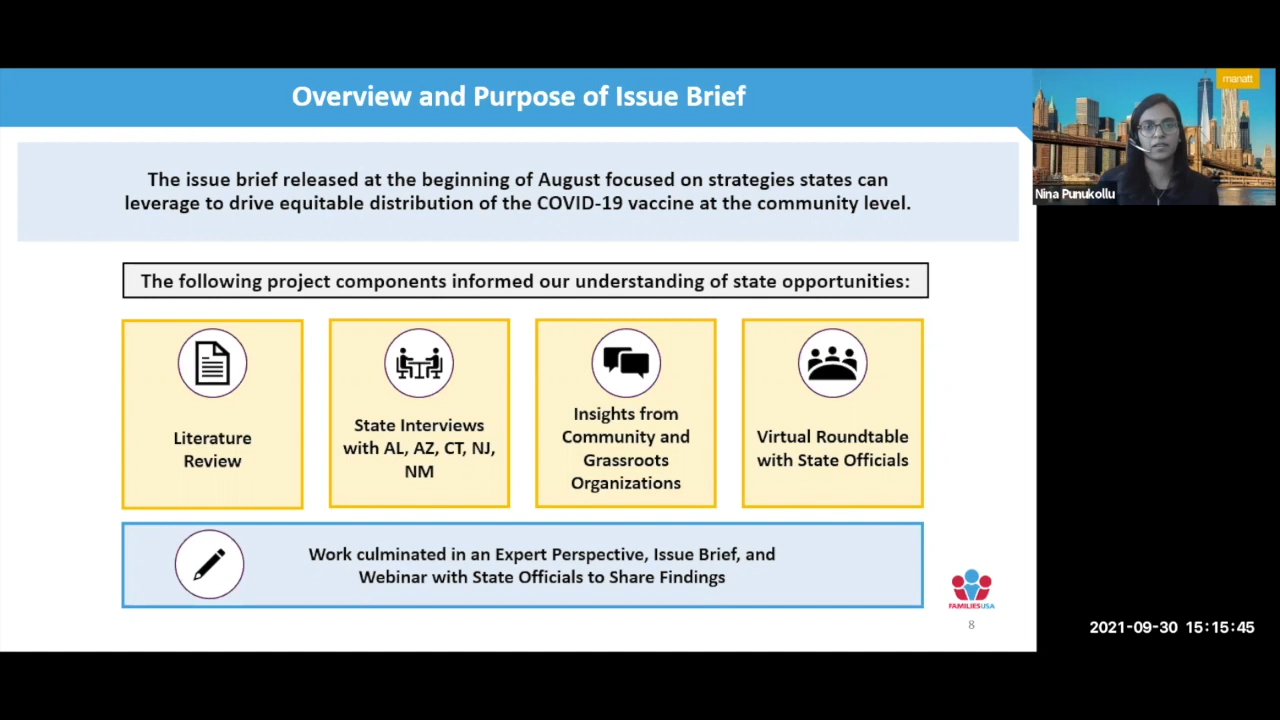 Overview and Purpose of Issue Brief
manatt
Nina Punukollu
The issue brief released at the beginning of August focused on strategies states can
leverage to drive equitable distribution of the COVID-19 vaccine at the community level.
The following project components informed our understanding of state opportunities:
Literature
Review
State Interviews
with AL, AZ, CT, NJ,
NM
Insights from
Community and
Grassroots
Organizations
Virtual Roundtable
with State Officials
Work culminated in an Expert Perspective, Issue Brief, and
Webinar with State Officials to Share Findings
FAMILIESUSA
8
2021-09-30 15:15:45